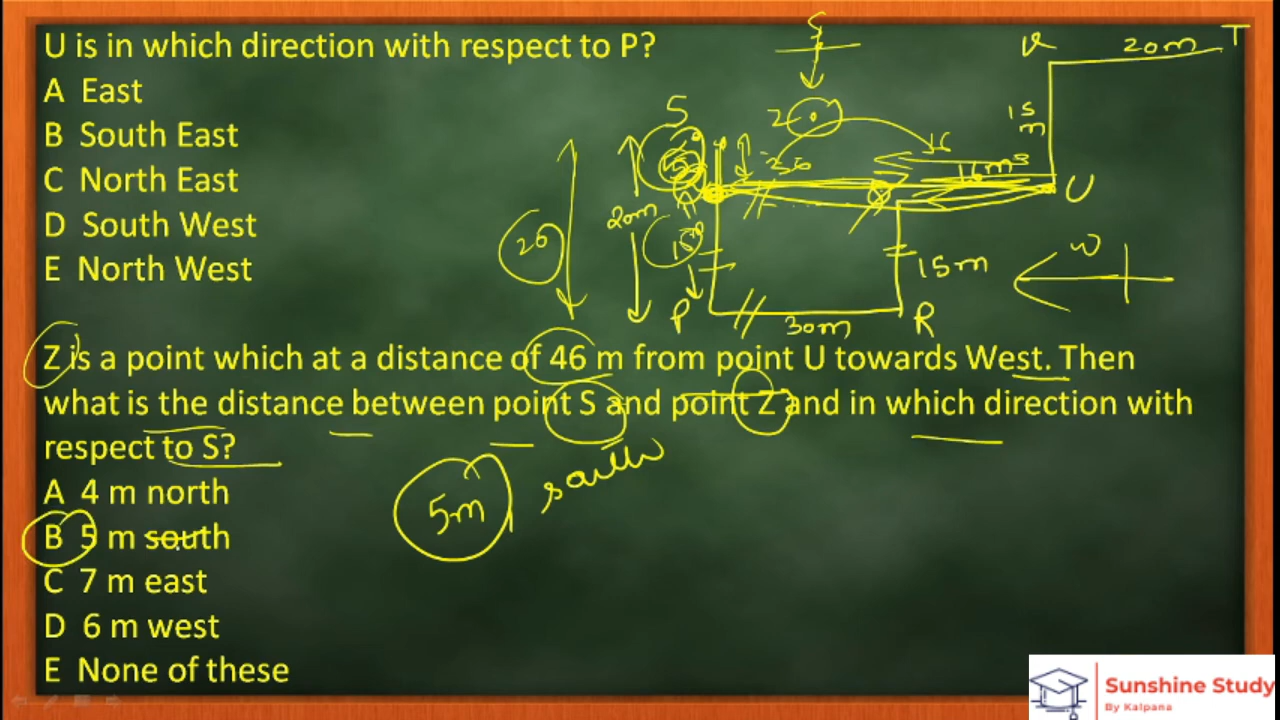 U is in which direction with respect to P?
A East
B South East
C North East
D South West
E North West
Z is a point which at a distance of 46 m from point U towards West. Then
what is the distance between point S and point Z and in which direction with
respect to S?
A 4 m north
B 5 m south
C 7 m east
D 6 m west
E None of these
5m south
S
20m T
15
m
U
20m
15m
W
P
30m
R
Sunshine Study
By Kalpana